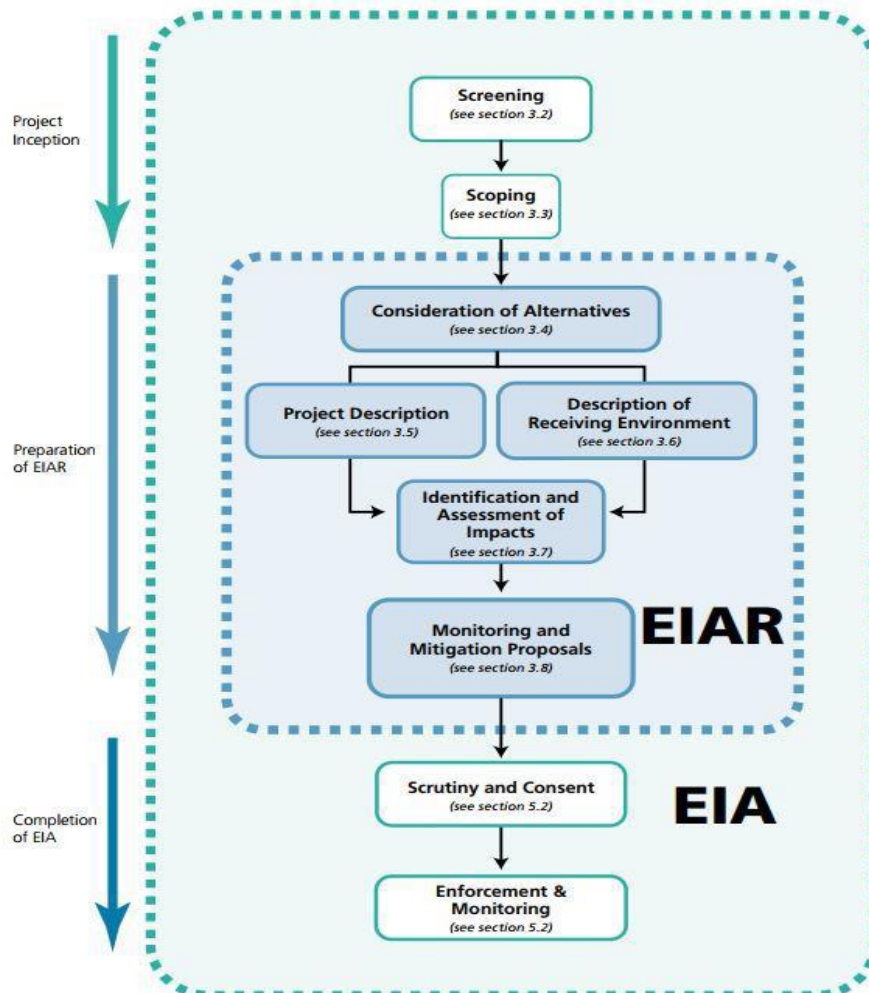 Project
Inception
Screening
(see section 3.2)
Scoping
(see section 3.3)
Preparation
of EIAR
Consideration of Alternatives
(see section 3.4)
Project Description
(see section 3.5)
Description of
Receiving Environment
(see section 3.6)
Identification and
Assessment of
Impacts
(see section 3.7)
Monitoring and
Mitigation Proposals
(see section 3.8)
EIAR
Completion
of EIA
Scrutiny and Consent
(see section 5.2)
EIA
Enforcement &
Monitoring
(see section 5.2)